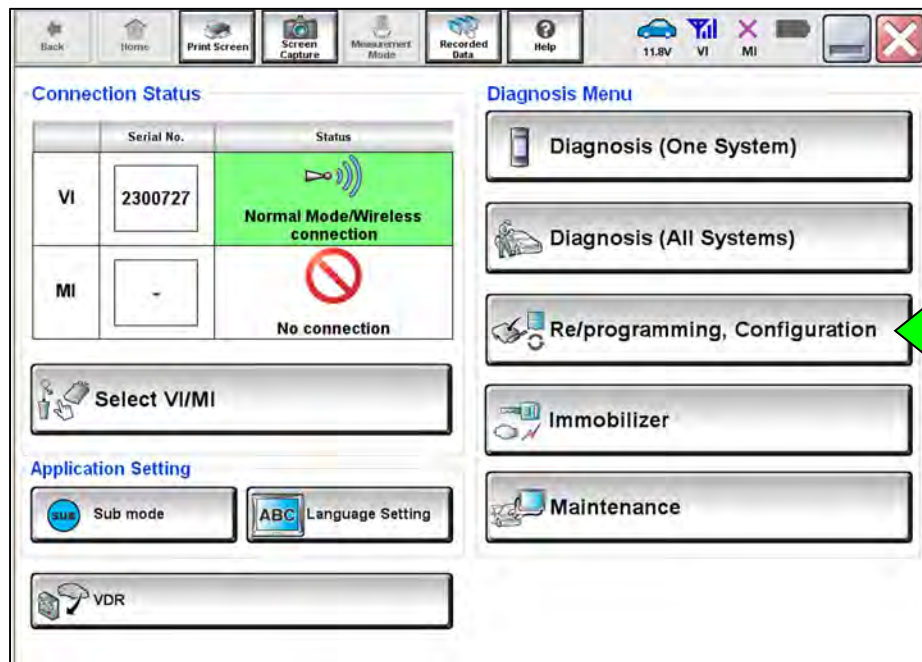 Back
Home
Print Screen
Screen
Capture
Measurement
Mode
Recorded
Data
Help
11.8V
VI
MI
Connection Status
Serial No.
Status
VI
2300727
Normal Mode/Wireless
connection
MI
-
No connection
Select VI/MI
Application Setting
SUB
Sub mode
ABC
Language Setting
VDR
Diagnosis Menu
Diagnosis (One System)
Diagnosis (All Systems)
Re/programming, Configuration
Immobilizer
Maintenance